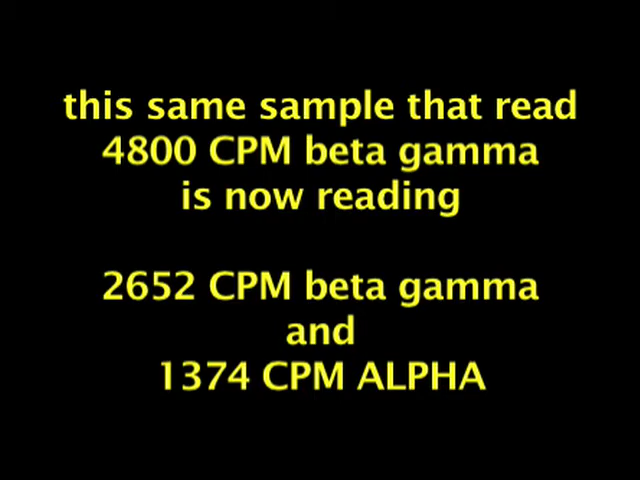 this same sample that read
4800 CPM beta gamma
is now reading
2652 CPM beta gamma
and
1374 CPM ALPHA